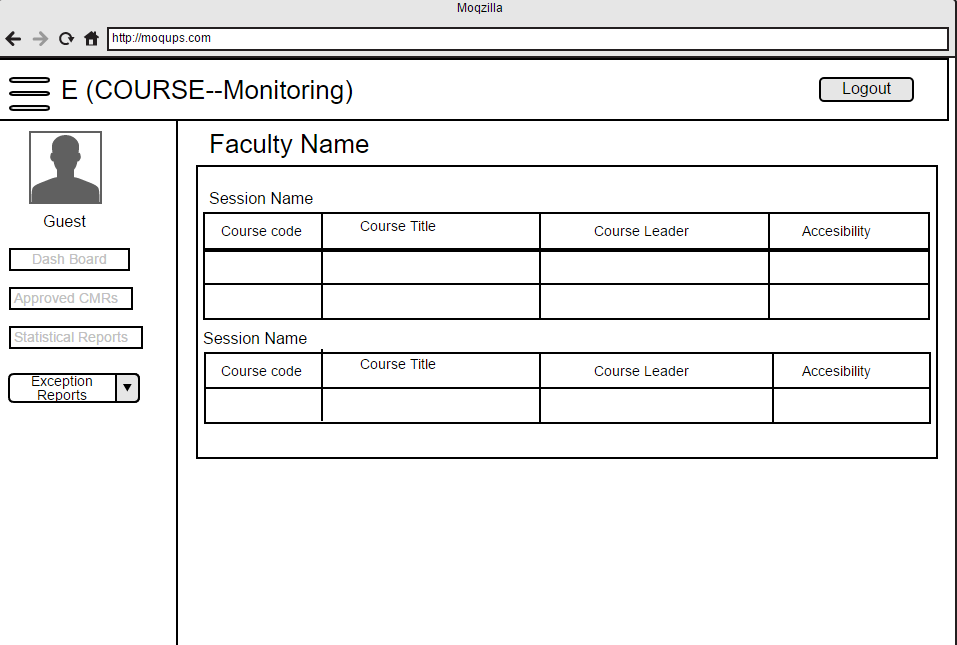 Moqzilla
http://moqups.com
E (COURSE--Monitoring)
Logout
Guest
Dash Board
Approved CMRs
Statistical Reports
Exception
Reports
Faculty Name
Session Name
Course code Course Title Course Leader Accesibility
Session Name
Course code Course Title Course Leader Accesibility